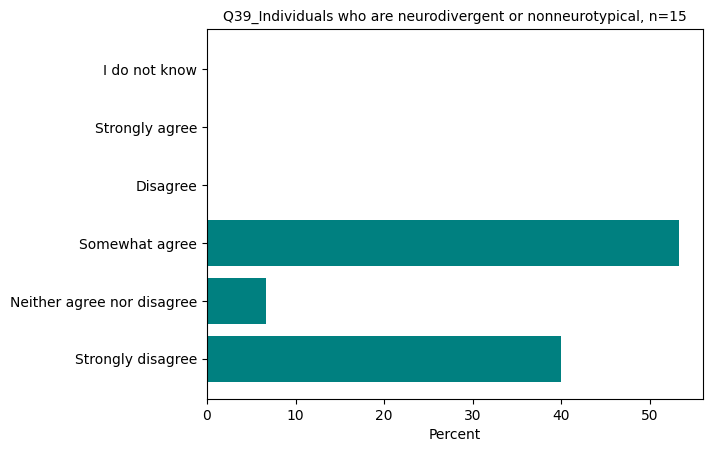 Q39_Individuals who are neurodivergent or nonneurotypical, n=15
I do not know
Strongly agree
Disagree
Somewhat agree
Neither agree nor disagree
Strongly disagree
0 10 20 30 40 50
Percent